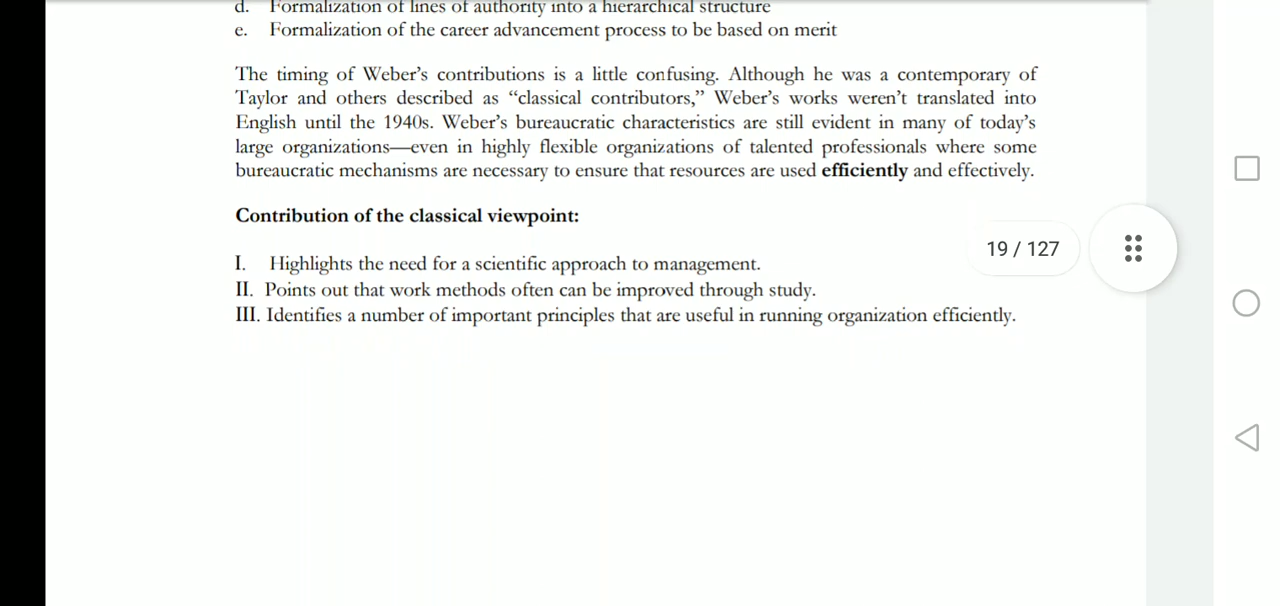 d. Formalization of lines of authority into a hierarchical structure
e. Formalization of the career advancement process to be based on merit
The timing of Weber's contributions is a little confusing. Although he was a contemporary of
Taylor and others described as “classical contributors,” Weber's works weren't translated into
English until the 1940s. Weber's bureaucratic characteristics are still evident in many of today's
large organizations—even in highly flexible organizations of talented professionals where some
bureaucratic mechanisms are necessary to ensure that resources are used efficiently and effectively.
Contribution of the classical viewpoint:
19 / 127
I. Highlights the need for a scientific approach to management.
II. Points out that work methods often can be improved through study.
III. Identifies a number of important principles that are useful in running organization efficiently.